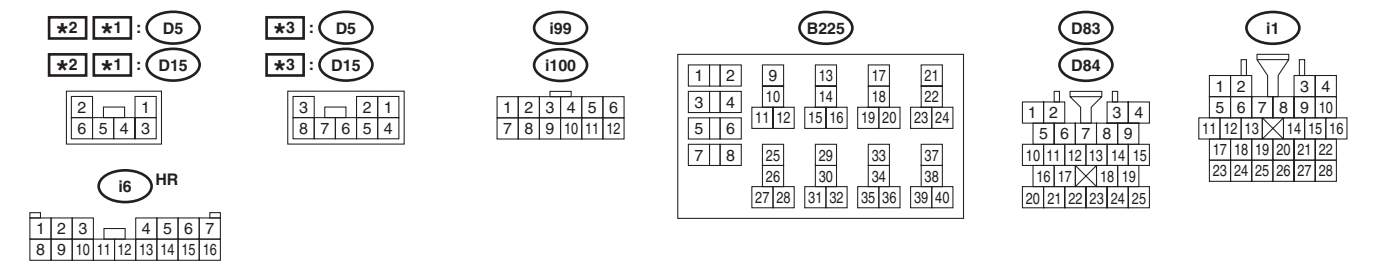 *2 *1 : D5
*2 *1 : D15
2 1
6 5 4 3
*3 : D5
*3 : D15
3 2 1
8 7 6 5 4
i99
i100
1 2 3 4 5 6
7 8 9 10 11 12
B225
1 2 9 13 17 21
3 4 10 14 18 22
11 12 15 16 19 20 23 24
5 6
7 8 25 29 33 37
26 30 34 38
27 28 31 32 35 36 39 40
D83
D84
1 2 3 4
5 6 7 8 9
10 11 12 13 14 15
16 17 18 19
20 21 22 23 24 25
i1
1 2 3 4
5 6 7 8 9 10
11 12 13 14 15 16
17 18 19 20 21 22
23 24 25 26 27 28
i6 HR
1 2 3 4 5 6 7
8 9 10 11 12 13 14 15 16